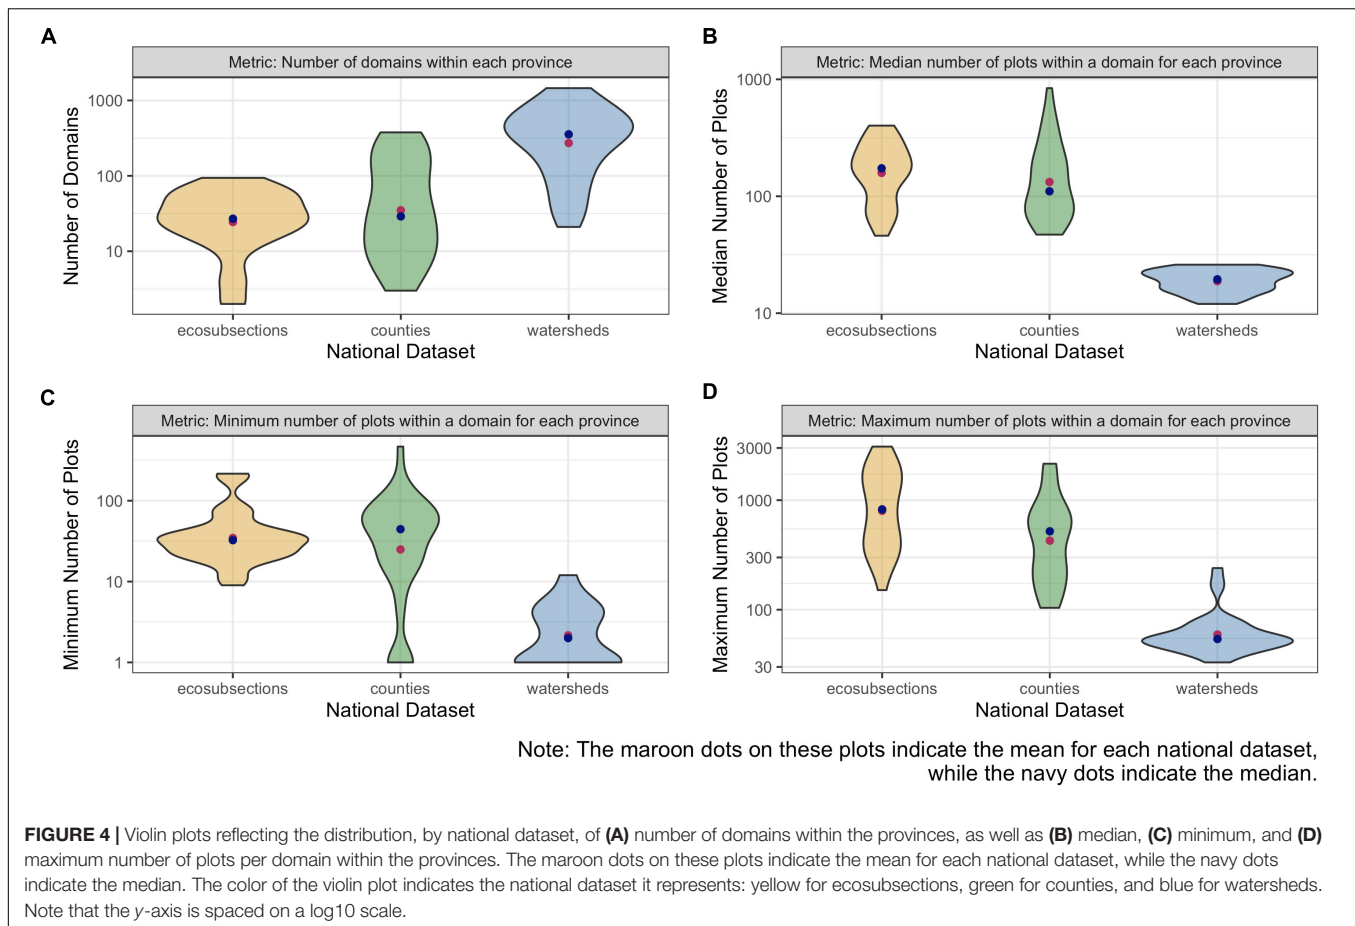 A
Metric: Number of domains within each province
1000
100
10
Number of Domains
ecosubsections
counties
watersheds
National Dataset
B
Metric: Median number of plots within a domain for each province
1000
100
10
Median Number of Plots
ecosubsections
counties
watersheds
National Dataset
C
Metric: Minimum number of plots within a domain for each province
100
10
1
Minimum Number of Plots
ecosubsections
counties
watersheds
National Dataset
D
Metric: Maximum number of plots within a domain for each province
3000
1000
300
100
30
Maximum Number of Plots
ecosubsections
counties
watersheds
National Dataset
Note: The maroon dots on these plots indicate the mean for each national dataset,
while the navy dots indicate the median.
FIGURE 4 | Violin plots reflecting the distribution, by national dataset, of (A) number of domains within the provinces, as well as (B) median, (C) minimum, and (D)
maximum number of plots per domain within the provinces. The maroon dots on these plots indicate the mean for each national dataset, while the navy dots
indicate the median. The color of the violin plot indicates the national dataset it represents: yellow for ecosubsections, green for counties, and blue for watersheds.
Note that the y-axis is spaced on a log10 scale.